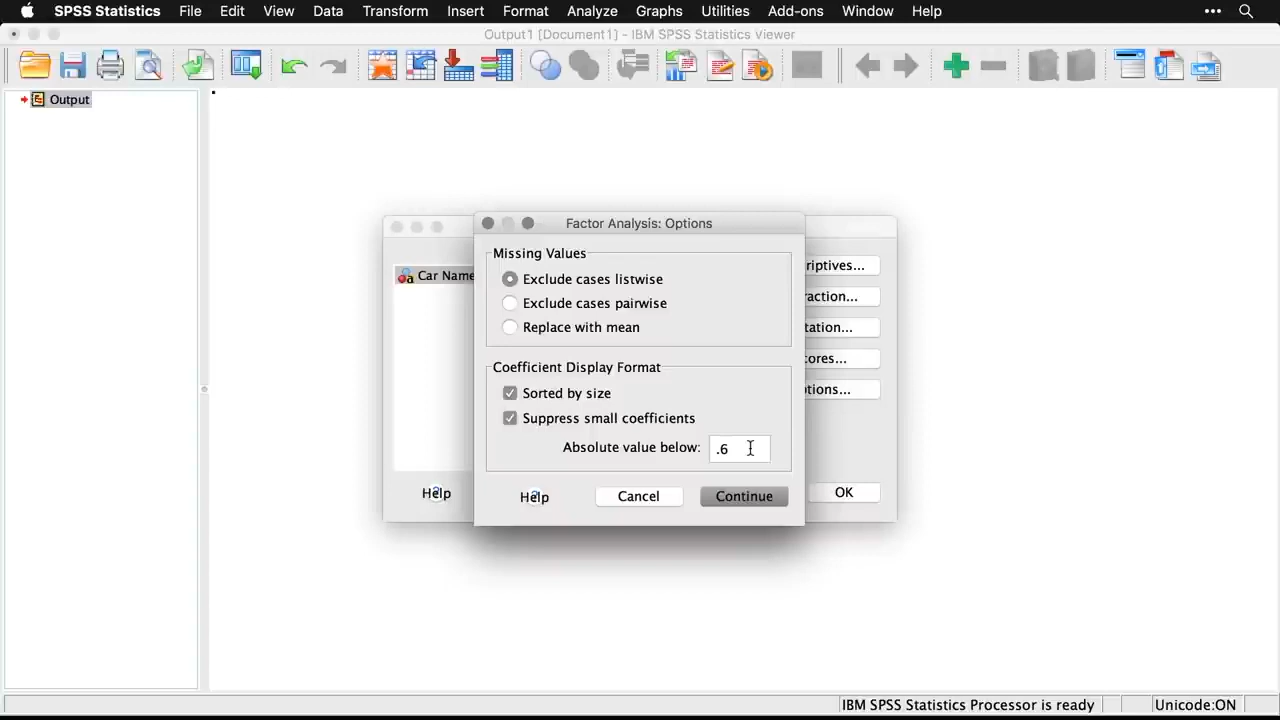 SPSS Statistics File Edit View Data Transform Insert Format Analyze Graphs Utilities Add-ons Window Help
Output1 [Document1] - IBM SPSS Statistics Viewer
Output
Factor Analysis: Options
Missing Values
Exclude cases listwise
Exclude cases pairwise
Replace with mean
Coefficient Display Format
Sorted by size
Suppress small coefficients
Absolute value below: .6
Help Cancel Continue
a Car Name
riptives...
raction...
tation...
cores...
tions...
Help OK
IBM SPSS Statistics Processor is ready Unicode:ON